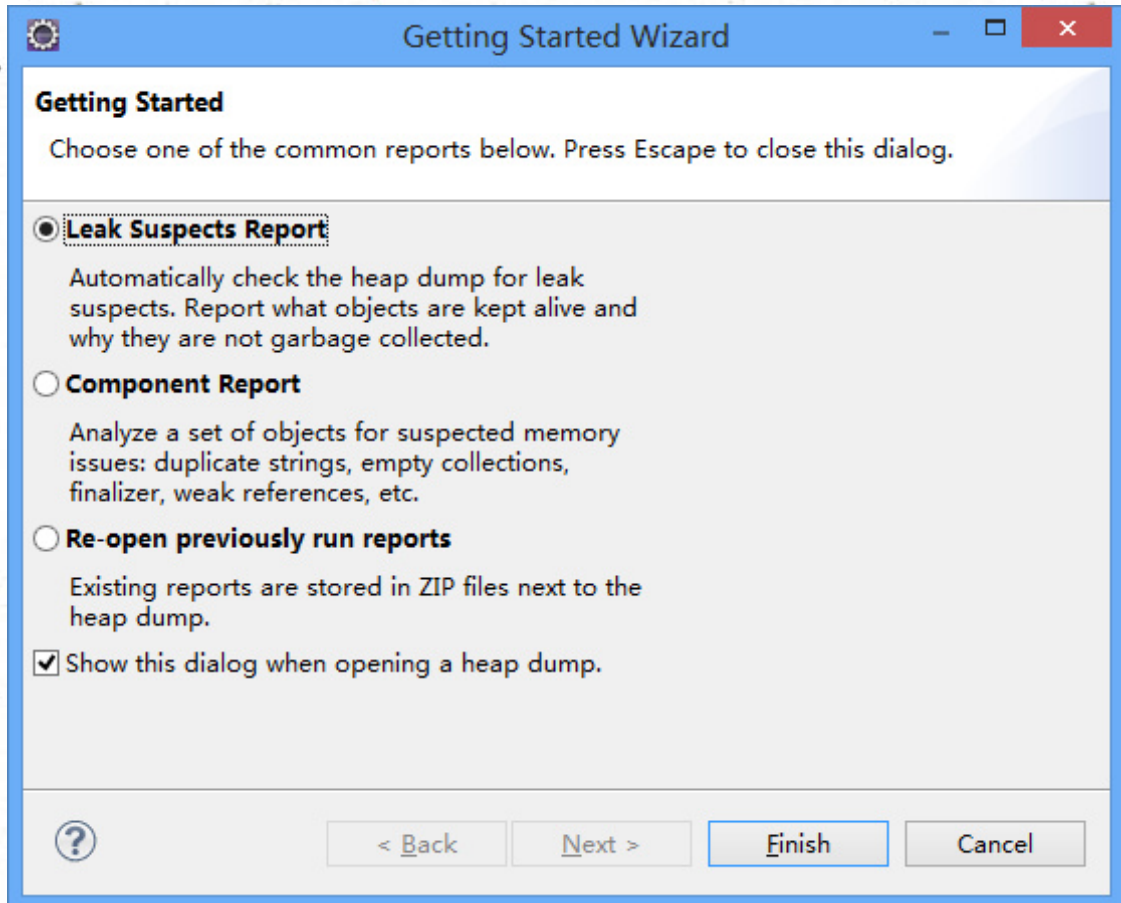 Getting Started Wizard
Getting Started
Choose one of the common reports below. Press Escape to close this dialog.
Leak Suspects Report
Automatically check the heap dump for leak
suspects. Report what objects are kept alive and
why they are not garbage collected.
Component Report
Analyze a set of objects for suspected memory
issues: duplicate strings, empty collections,
finalizer, weak references, etc.
Re-open previously run reports
Existing reports are stored in ZIP files next to the
heap dump.
Show this dialog when opening a heap dump.
? < Back Next > Finish Cancel